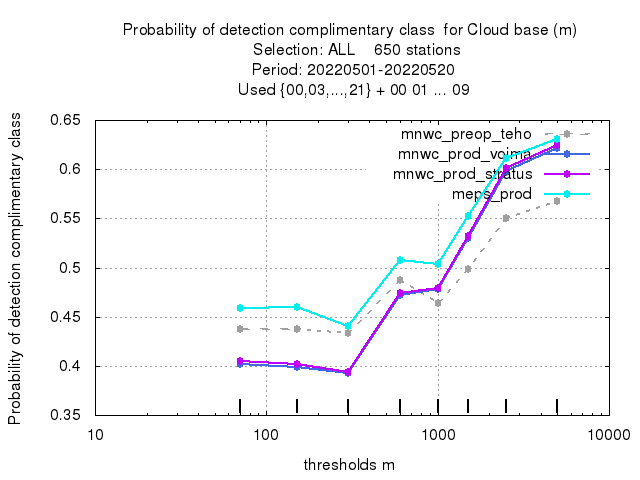 Probability of detection complimentary class  for Cloud base (m)
Selection: ALL    650 stations
Period: 20220501-20220520
Used {00,03,...,21} + 00 01 ... 09
Probability of detection complimentary class
0.65
0.6
0.55
0.5
0.45
0.4
0.35
mnwc_preop_teho
mnwc_prod_voima
mnwc_prod_stratus
meps_prod
10
100
1000
10000
thresholds m